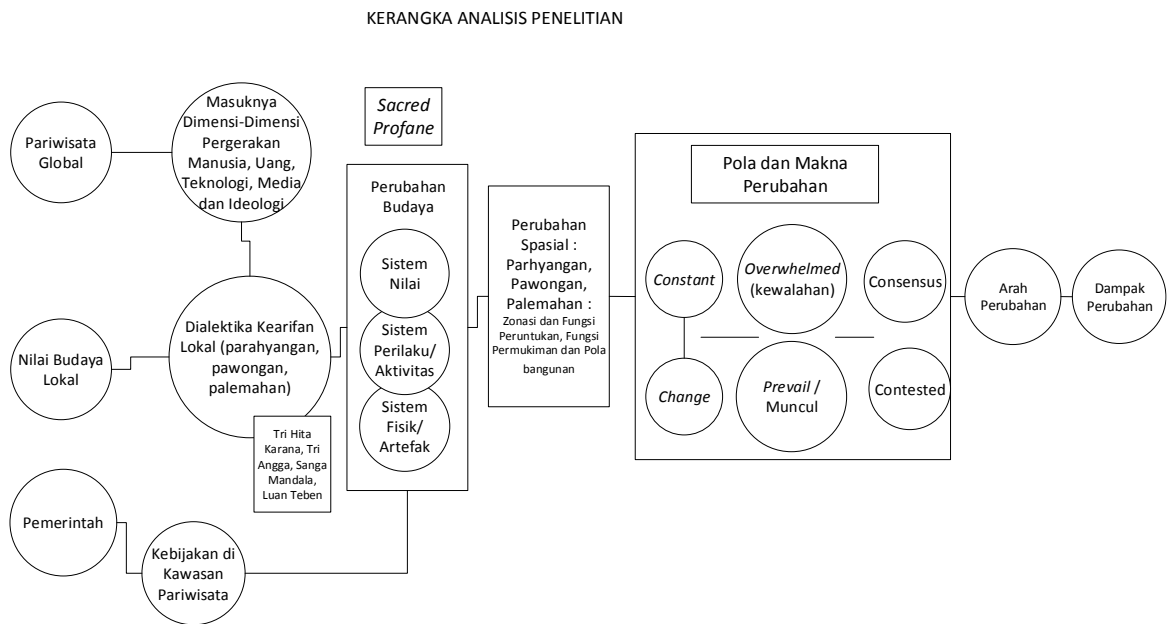 KERANGKA ANALISIS PENELITIAN
Pariwisata
Global
Masuknya
Dimensi-Dimensi
Pergerakan
Manusia, Uang,
Teknologi, Media
dan Ideologi
Nilai Budaya
Lokal
Dialektika Kearifan
Lokal (parahyangan,
pawongan,
palemahan)
Tri Hita
Karana, Tri
Angga, Sanga
Mandala,
Luan Teben
Pemerintah
Kebijakan di
Kawasan
Pariwisata
Sacred
Profane
Perubahan
Budaya
Sistem
Nilai
Sistem
Perilaku/
Aktivitas
Sistem
Fisik/
Artefak
Perubahan
Spasial :
Parhyangan,
Pawongan,
Palemahan :
Zonasi dan Fungsi
Peruntukan, Fungsi
Permukiman dan Pola
bangunan
Pola dan Makna
Perubahan
Constant
Change
Overwhelmed
(kewalahan)
Prevail /
Muncul
Consensus
Contested
Arah
Perubahan
Dampak
Perubahan